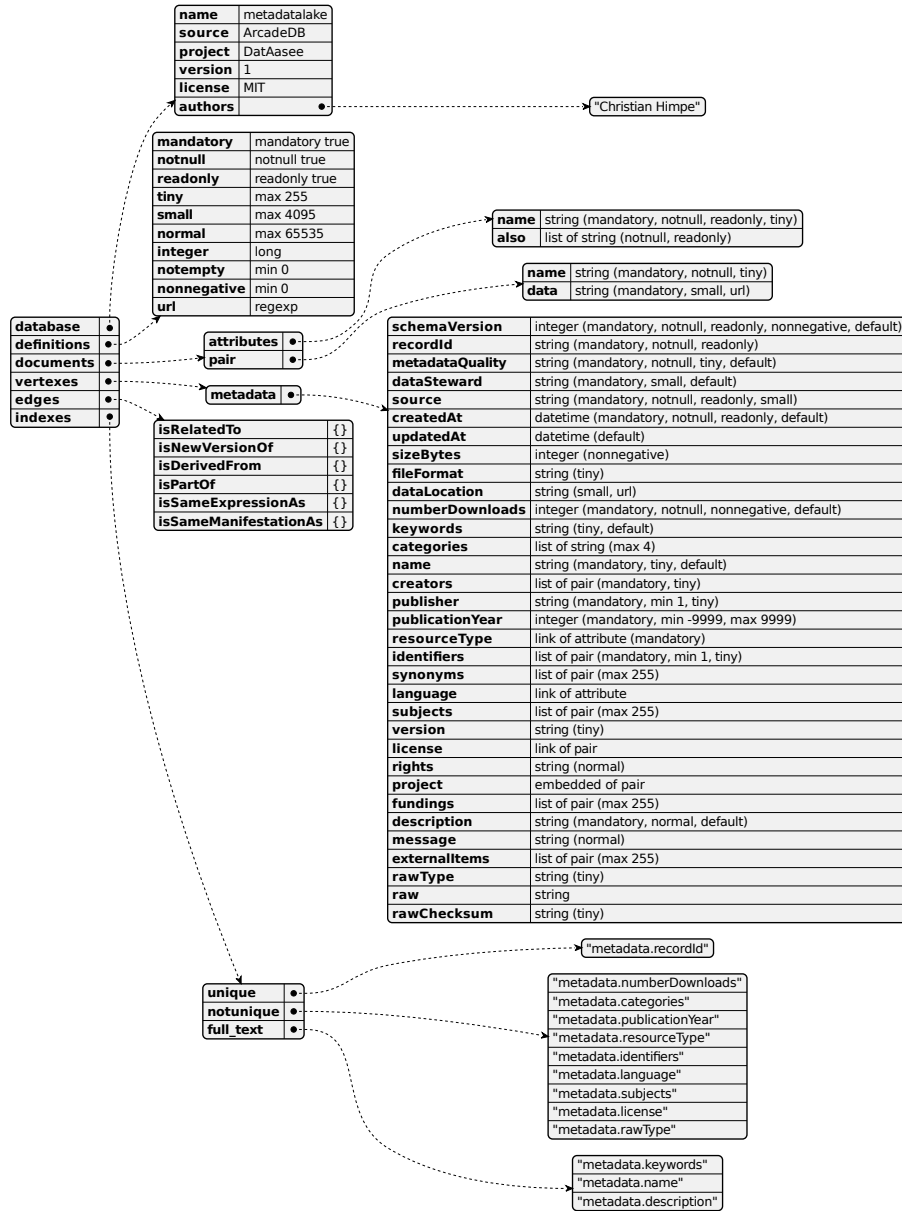 name metadatalake
source ArcadeDB
project DatAasee
version 1
license MIT
authors
"Christian Himpe"
mandatory mandatory true
notnull notnull true
readonly readonly true
tiny max 255
small max 4095
normal max 65535
integer long
notempty min 0
nonnegative min 0
url regexp
name string (mandatory, notnull, readonly, tiny)
also list of string (notnull, readonly)
name string (mandatory, notnull, tiny)
data string (mandatory, small, url)
database
definitions
documents
vertexes
edges
indexes
attributes
pair
metadata
isRelatedTo {}
isNewVersionOf {}
isDerivedFrom {}
isPartOf {}
isSameExpressionAs {}
isSameManifestationAs {}
schemaVersion integer (mandatory, notnull, readonly, nonnegative, default)
recordId string (mandatory, notnull, readonly)
metadataQuality string (mandatory, notnull, tiny, default)
dataSteward string (mandatory, small, default)
source string (mandatory, notnull, readonly, small)
createdAt datetime (mandatory, notnull, readonly, default)
updatedAt datetime (default)
sizeBytes integer (nonnegative)
fileFormat string (tiny)
dataLocation string (small, url)
numberDownloads integer (mandatory, notnull, nonnegative, default)
keywords string (tiny, default)
categories list of string (max 4)
name string (mandatory, tiny, default)
creators list of pair (mandatory, tiny)
publisher string (mandatory, min 1, tiny)
publicationYear integer (mandatory, min -9999, max 9999)
resourceType link of attribute (mandatory)
identifiers list of pair (mandatory, min 1, tiny)
synonyms list of pair (max 255)
language link of attribute
subjects list of pair (max 255)
version string (tiny)
license link of pair
rights string (normal)
project embedded of pair
fundings list of pair (max 255)
description string (mandatory, normal, default)
message string (normal)
externalItems list of pair (max 255)
rawType string (tiny)
raw string
rawChecksum string (tiny)
unique
notunique
full_text
"metadata.recordId"
"metadata.numberDownloads"
"metadata.categories"
"metadata.publicationYear"
"metadata.resourceType"
"metadata.identifiers"
"metadata.language"
"metadata.subjects"
"metadata.license"
"metadata.rawType"
"metadata.keywords"
"metadata.name"
"metadata.description"